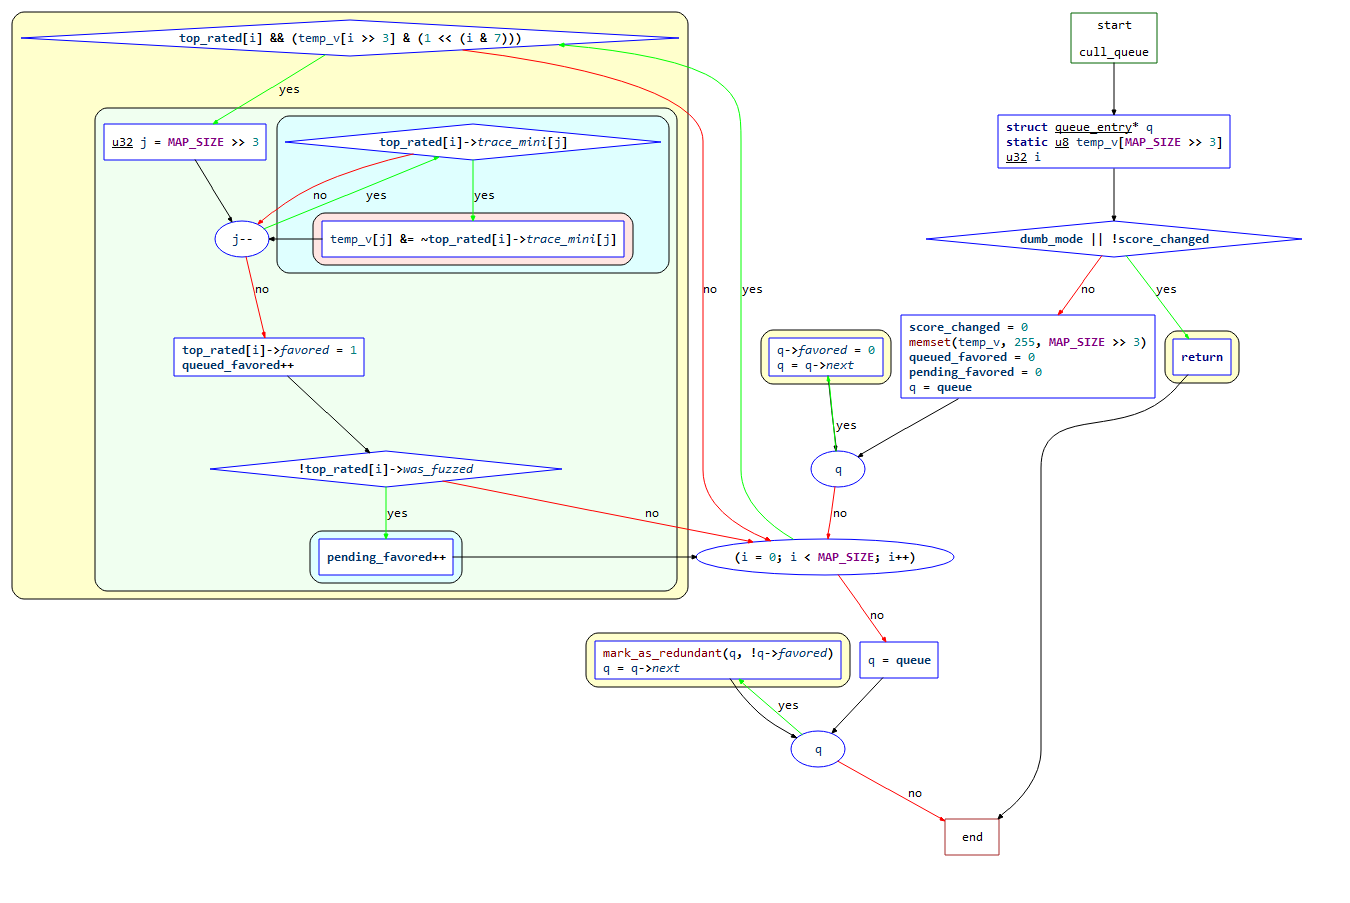 start
cull_queue
struct queue_entry* q
static u8 temp_v[MAP_SIZE >> 3]
u32 i
dumb_mode || !score_changed
no
yes
score_changed = 0
memset(temp_v, 255, MAP_SIZE >> 3)
queued_favored = 0
pending_favored = 0
q = queue
return
q->favored = 0
q = q->next
yes
q
no
(i = 0; i < MAP_SIZE; i++)
yes
no
top_rated[i] && (temp_v[i >> 3] & (1 << (i & 7)))
yes
no
u32 j = MAP_SIZE >> 3
top_rated[i]->trace_mini[j]
no
yes
yes
j--
temp_v[j] &= ~top_rated[i]->trace_mini[j]
no
top_rated[i]->favored = 1
queued_favored++
!top_rated[i]->was_fuzzed
yes
no
pending_favored++
q = queue
mark_as_redundant(q, !q->favored)
q = q->next
yes
q
no
end